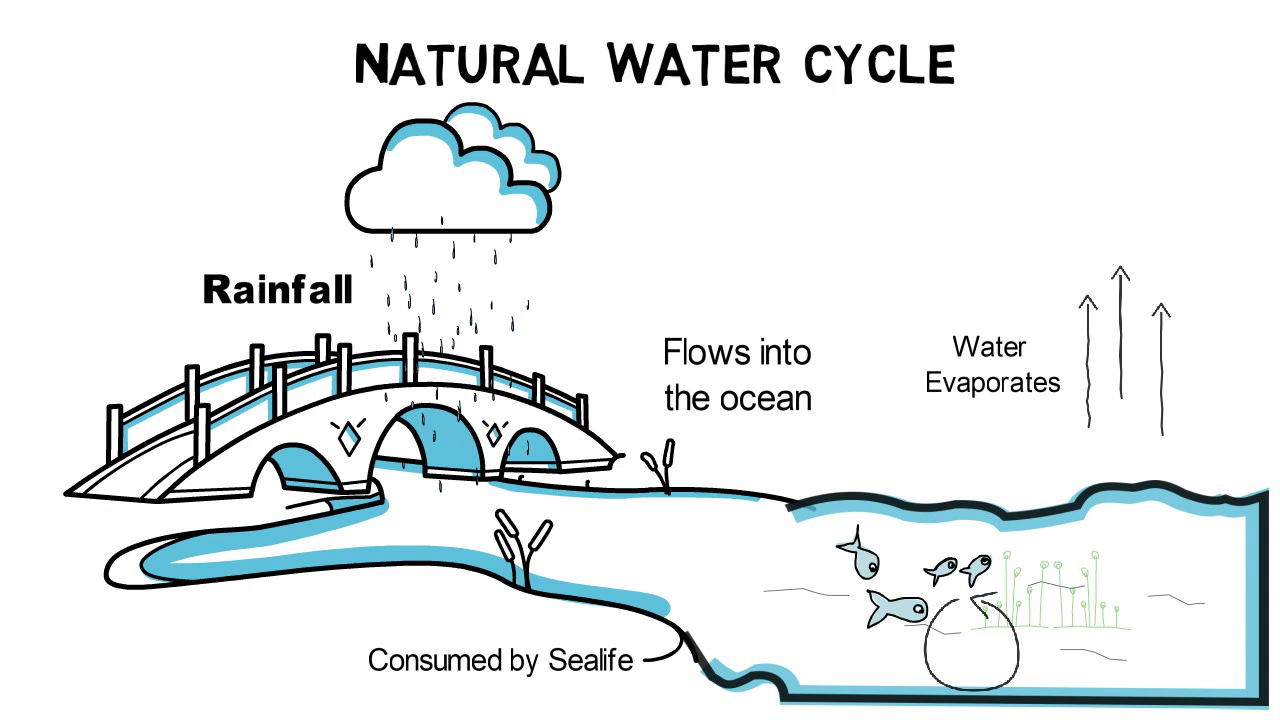 NATURAL WATER CYCLE
Rainfall
Flows into
the ocean
Water
Evaporates
Consumed by Sealife